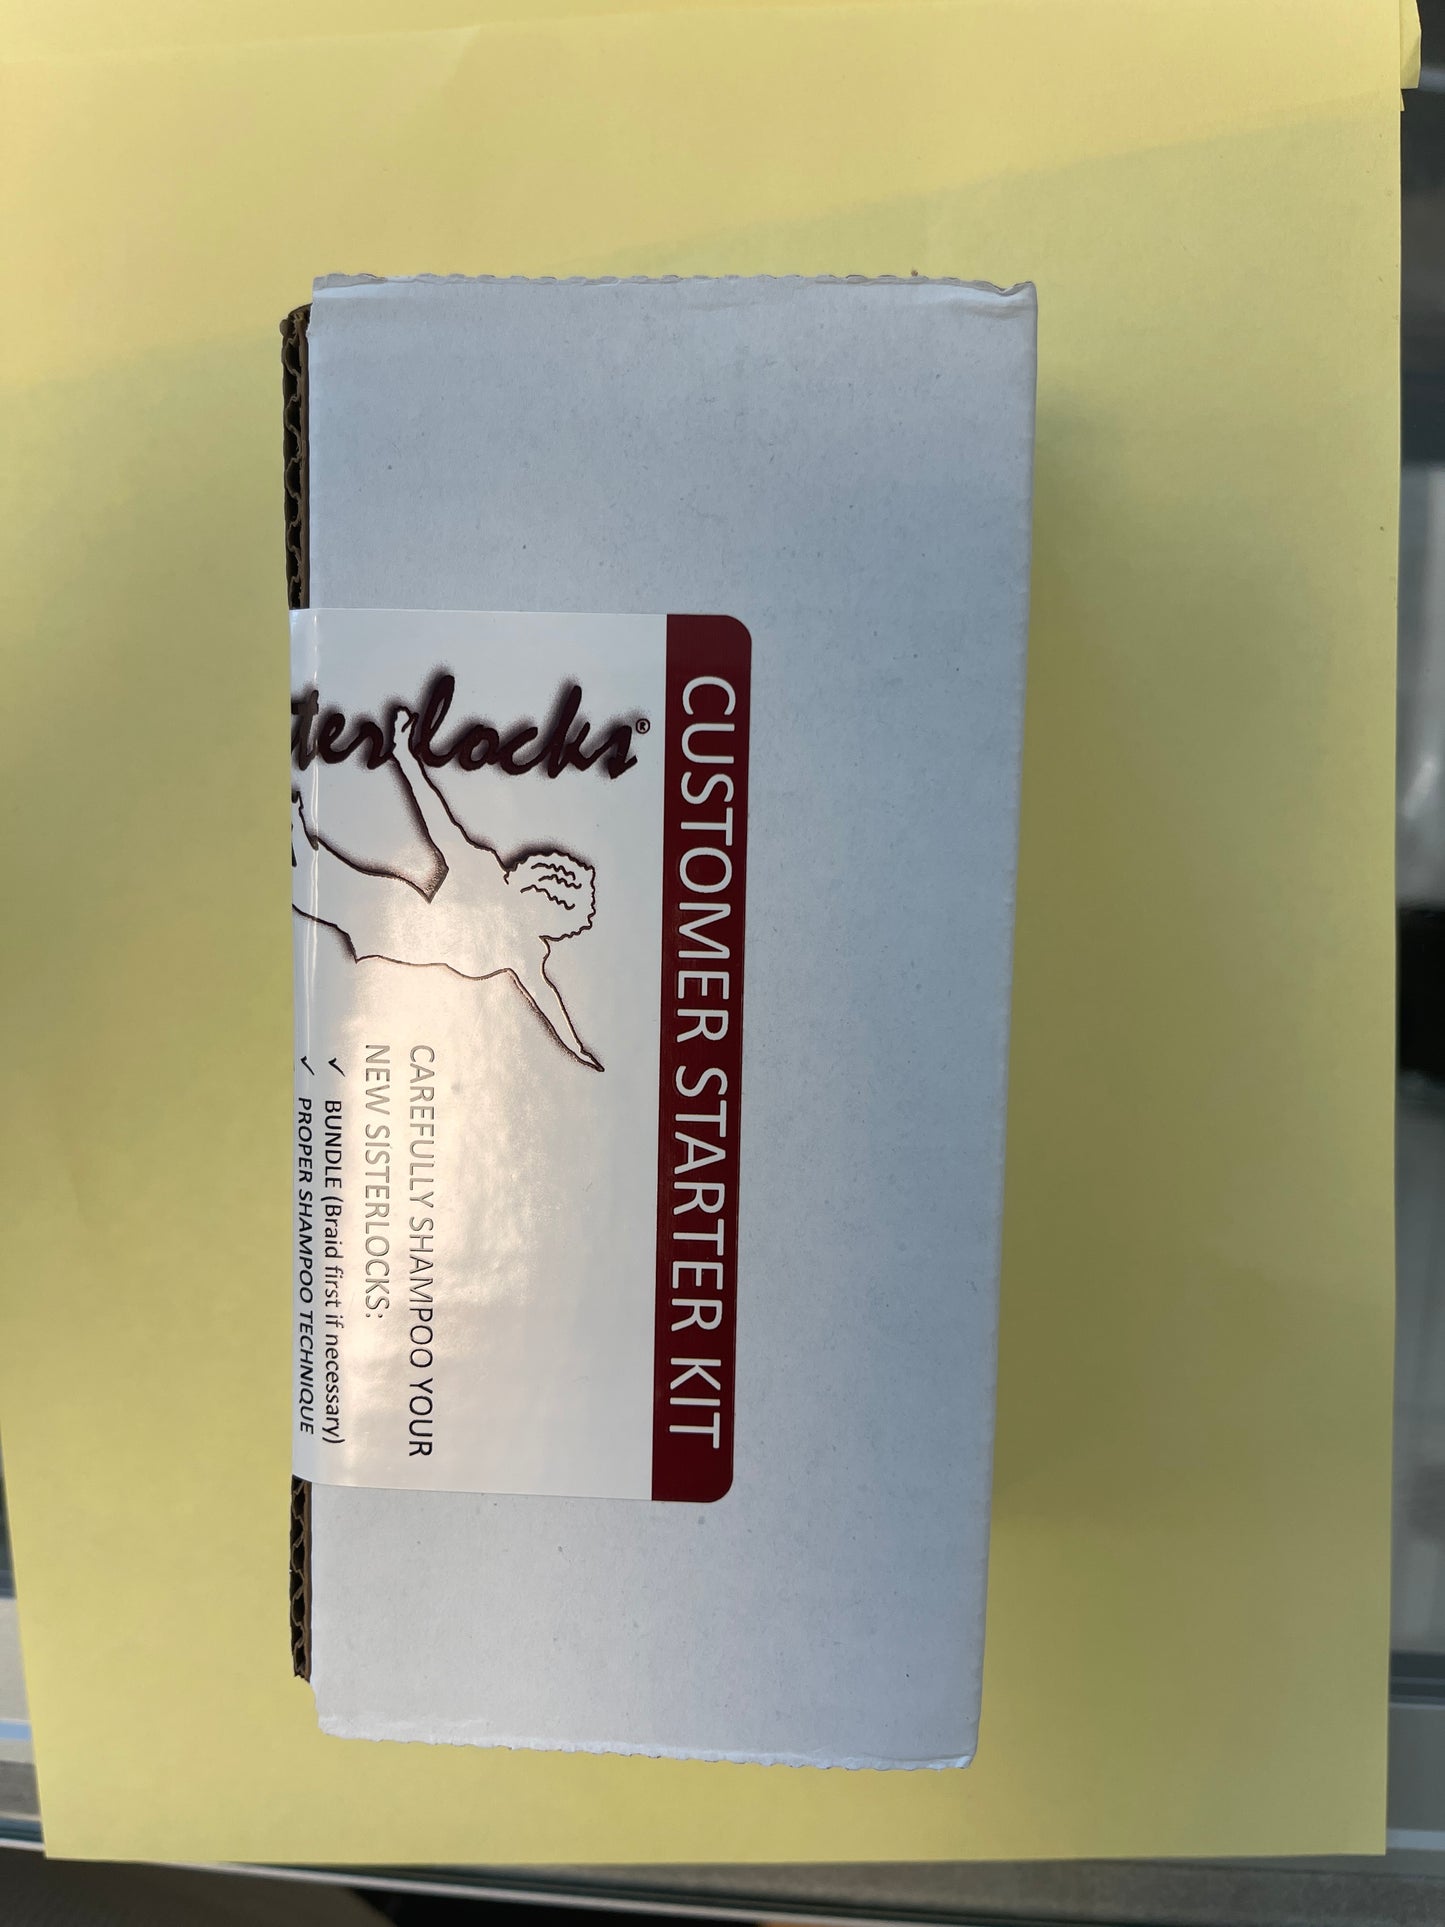 CUSTOMER STARTER KIT
terlocks®
CAREFULLY SHAMPOO YOUR
NEW SISTERLOCKS:
✓ BUNDLE (Braid first if necessary)
✓ PROPER SHAMPOO TECHNIQUE